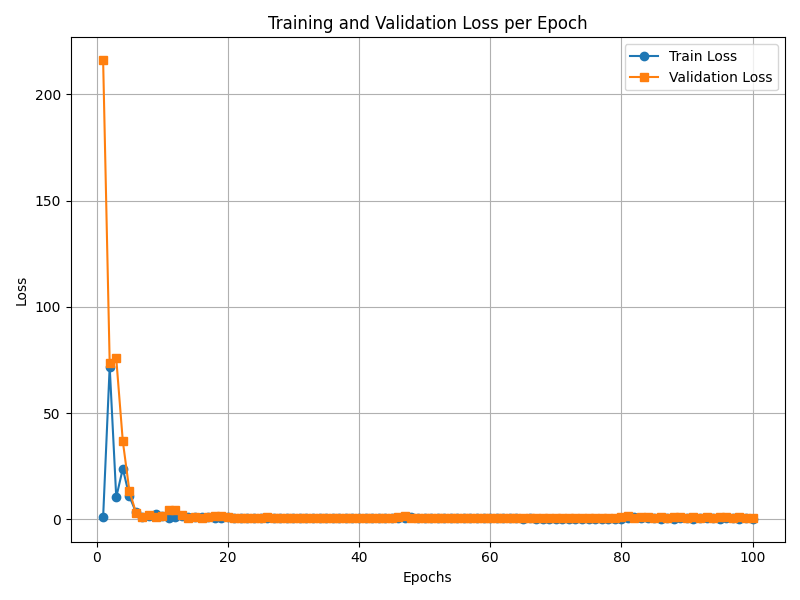 Training and Validation Loss per Epoch
Train Loss
Validation Loss
200
150
100
50
0
Loss
0 20 40 60 80 100
Epochs